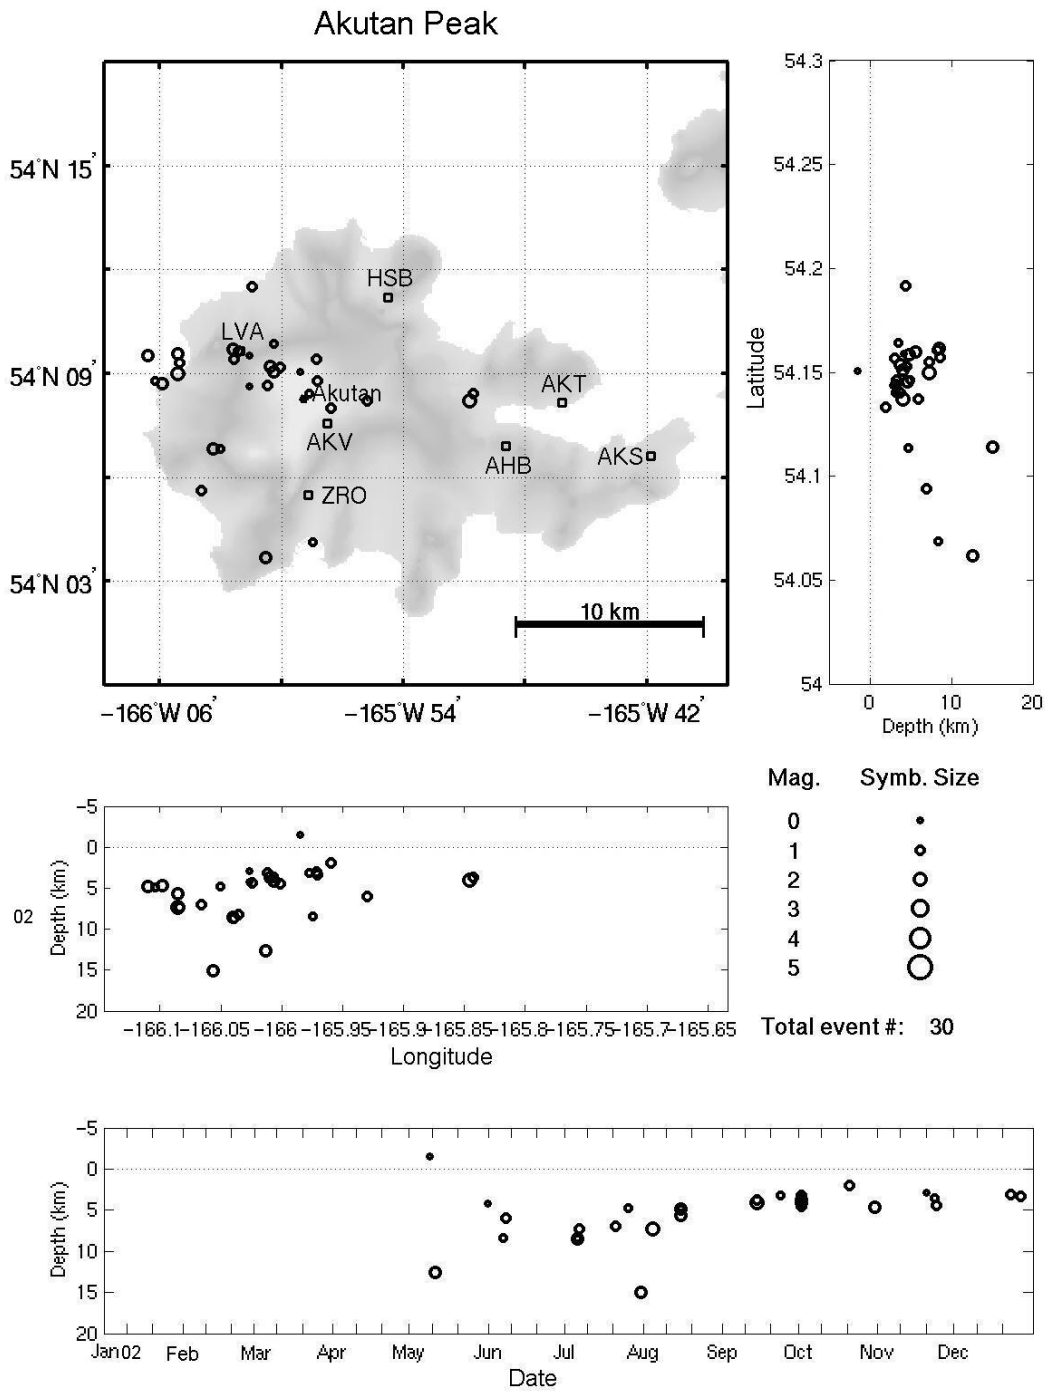 Akutan Peak
54°N 15'
54°N 09'
54°N 03'
HSB
LVA
Akutan
AKT
AKV
AHB
AKS
ZRO
10 km
−166°W 06' −165°W 54' −165°W 42'
54.3
54.25
54.2
54.15
54.1
54.05
54
Latitude
0 10 20
Depth (km)
Mag. Symb. Size
0
1
2
3
4
5
Total event #: 30
02
−5
0
5
10
15
20
Depth (km)
−166.1 −166.05 −166 −165.95 −165.9 −165.85 −165.8 −165.75 −165.7 −165.65
Longitude
−5
0
5
10
15
20
Depth (km)
Jan02 Feb Mar Apr May Jun Jul Aug Sep Oct Nov Dec
Date